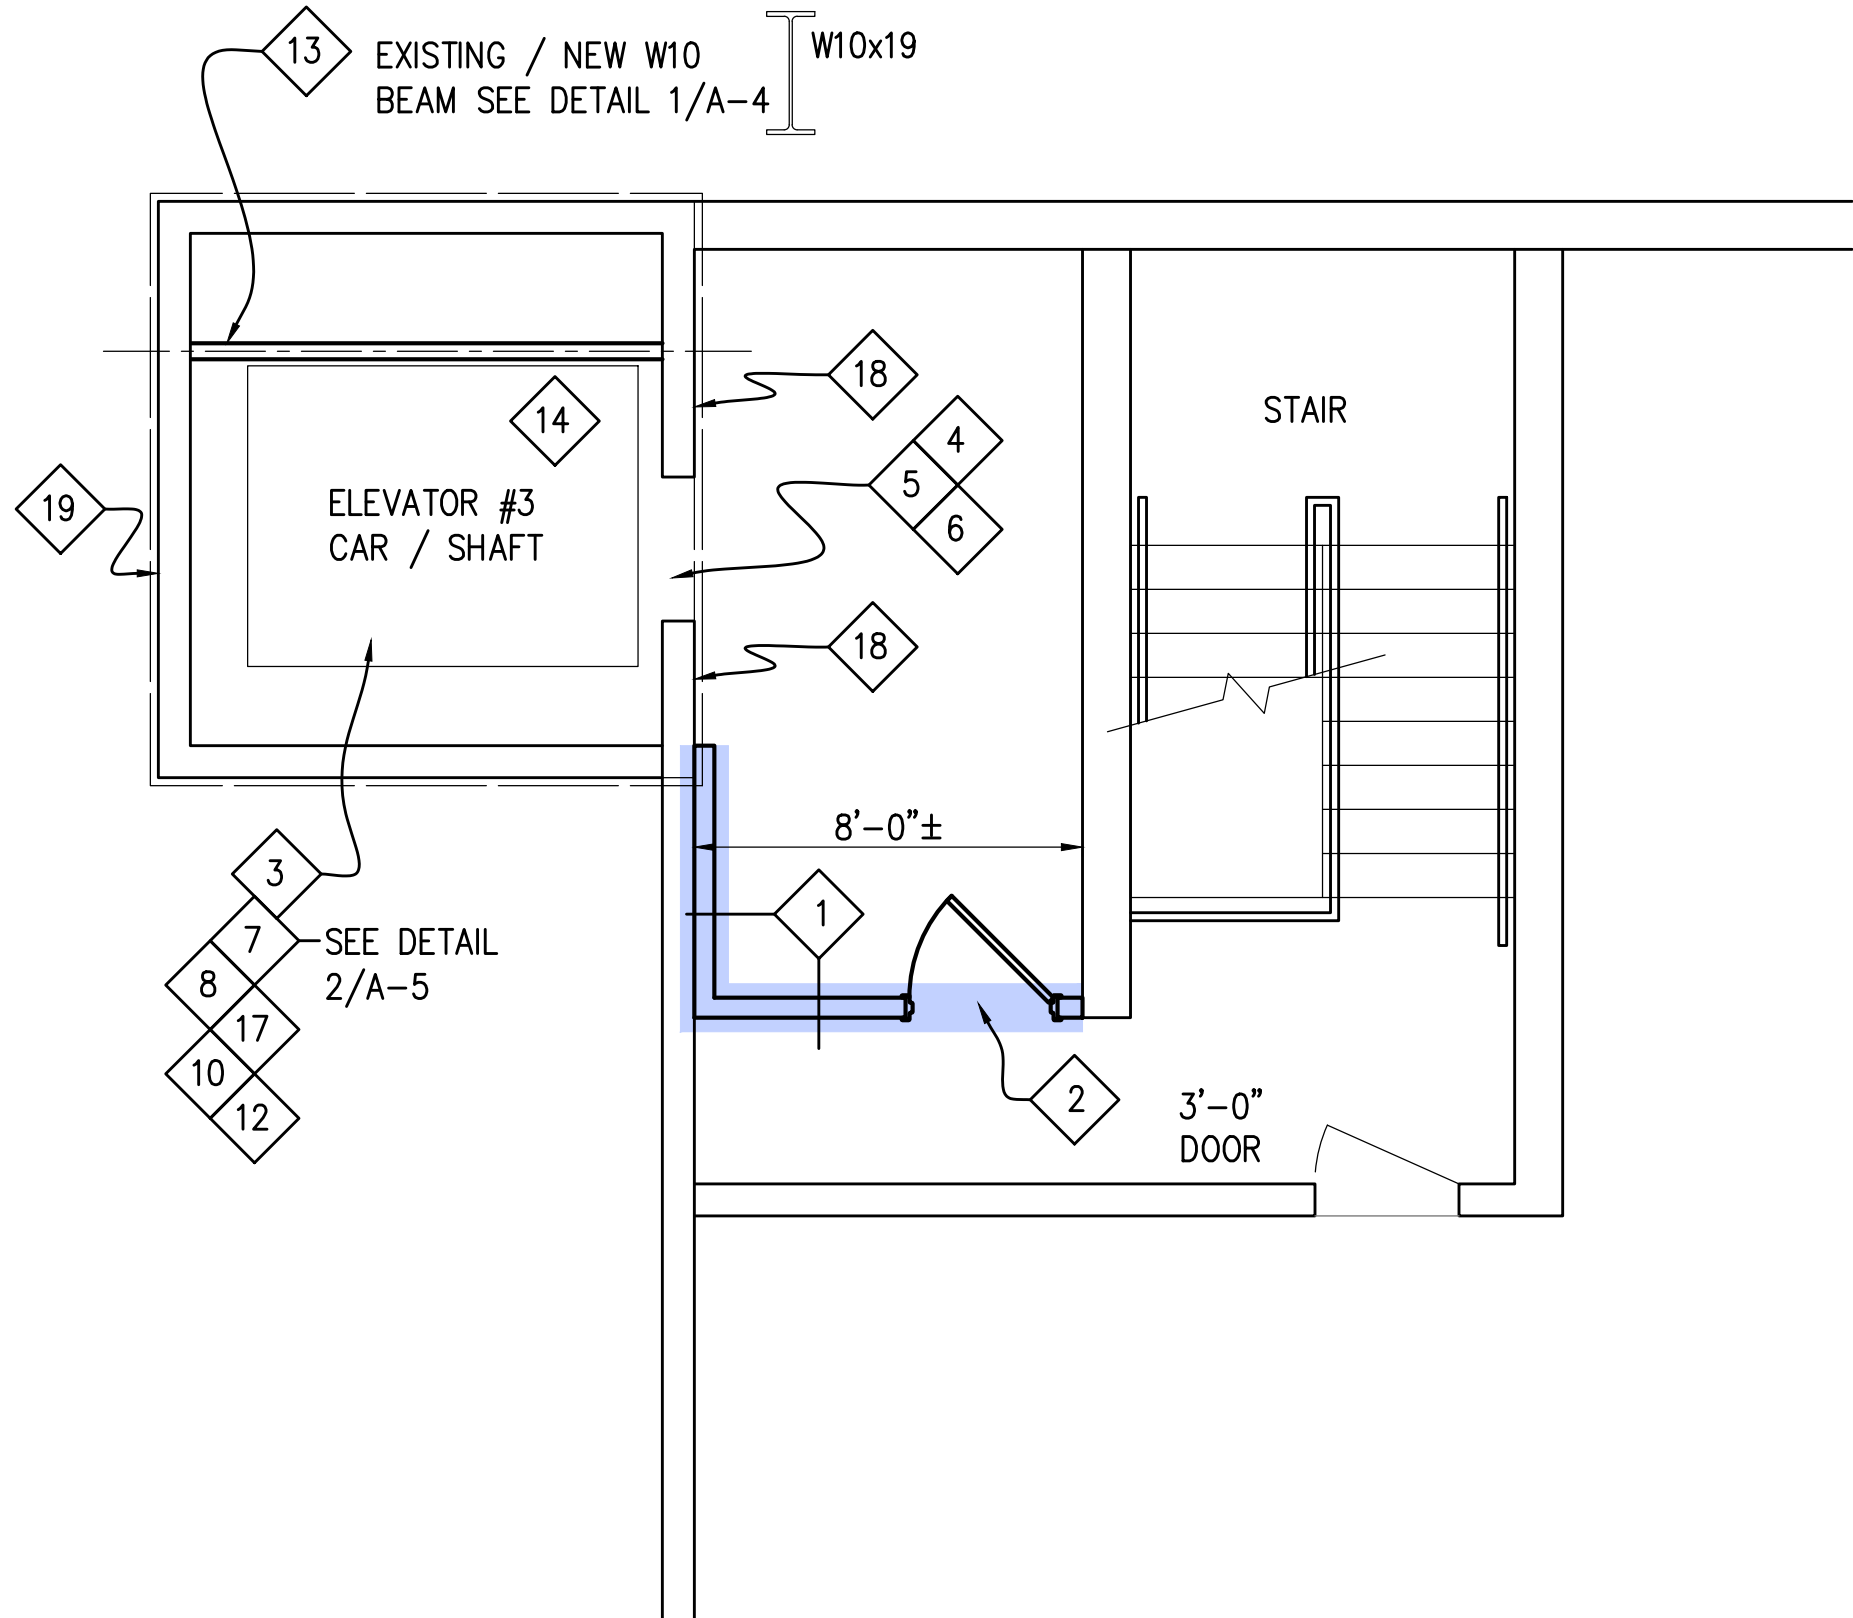 13
EXISTING / NEW W10
BEAM SEE DETAIL 1/A-4
W10x19
18
14
4
5
6
STAIR
19
ELEVATOR #3
CAR / SHAFT
18
8'-0"±
3
1
7
SEE DETAIL
2/A-5
8
17
10
12
2
3'-0"
DOOR